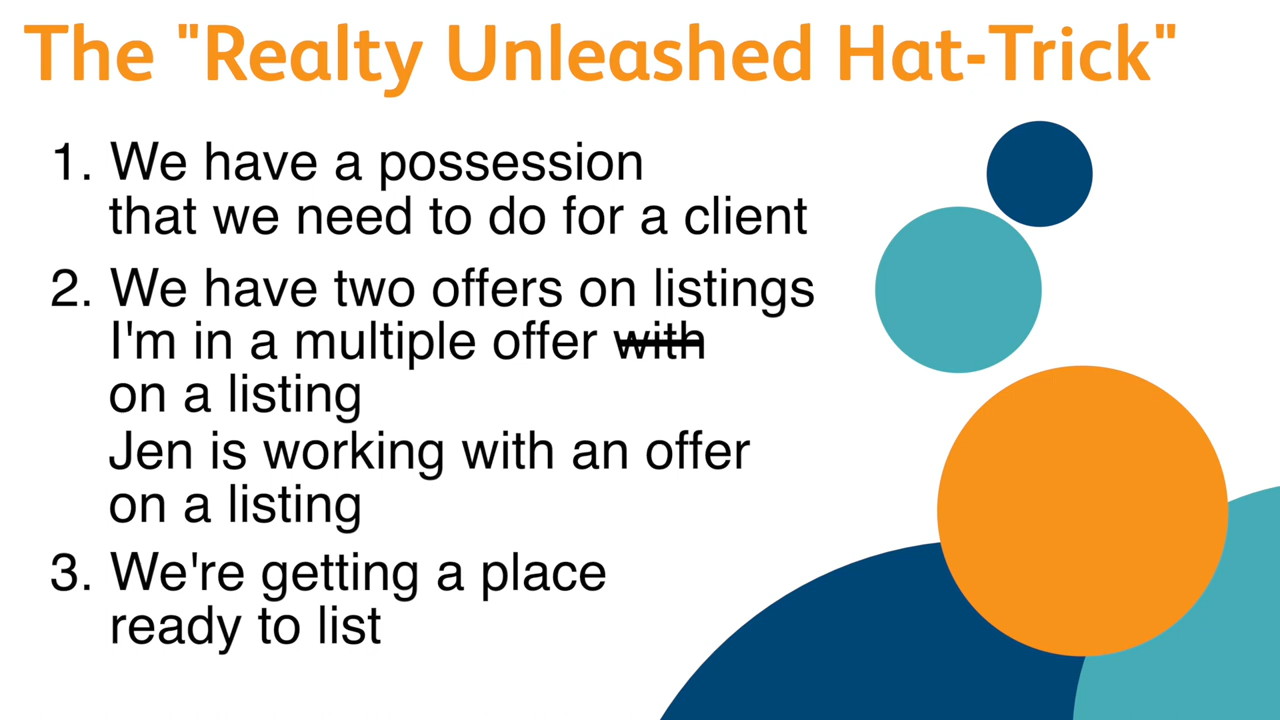 The "Realty Unleashed Hat-Trick"
1. We have a possession
that we need to do for a client
2. We have two offers on listings
I'm in a multiple offer with
on a listing
Jen is working with an offer
on a listing
3. We're getting a place
ready to list